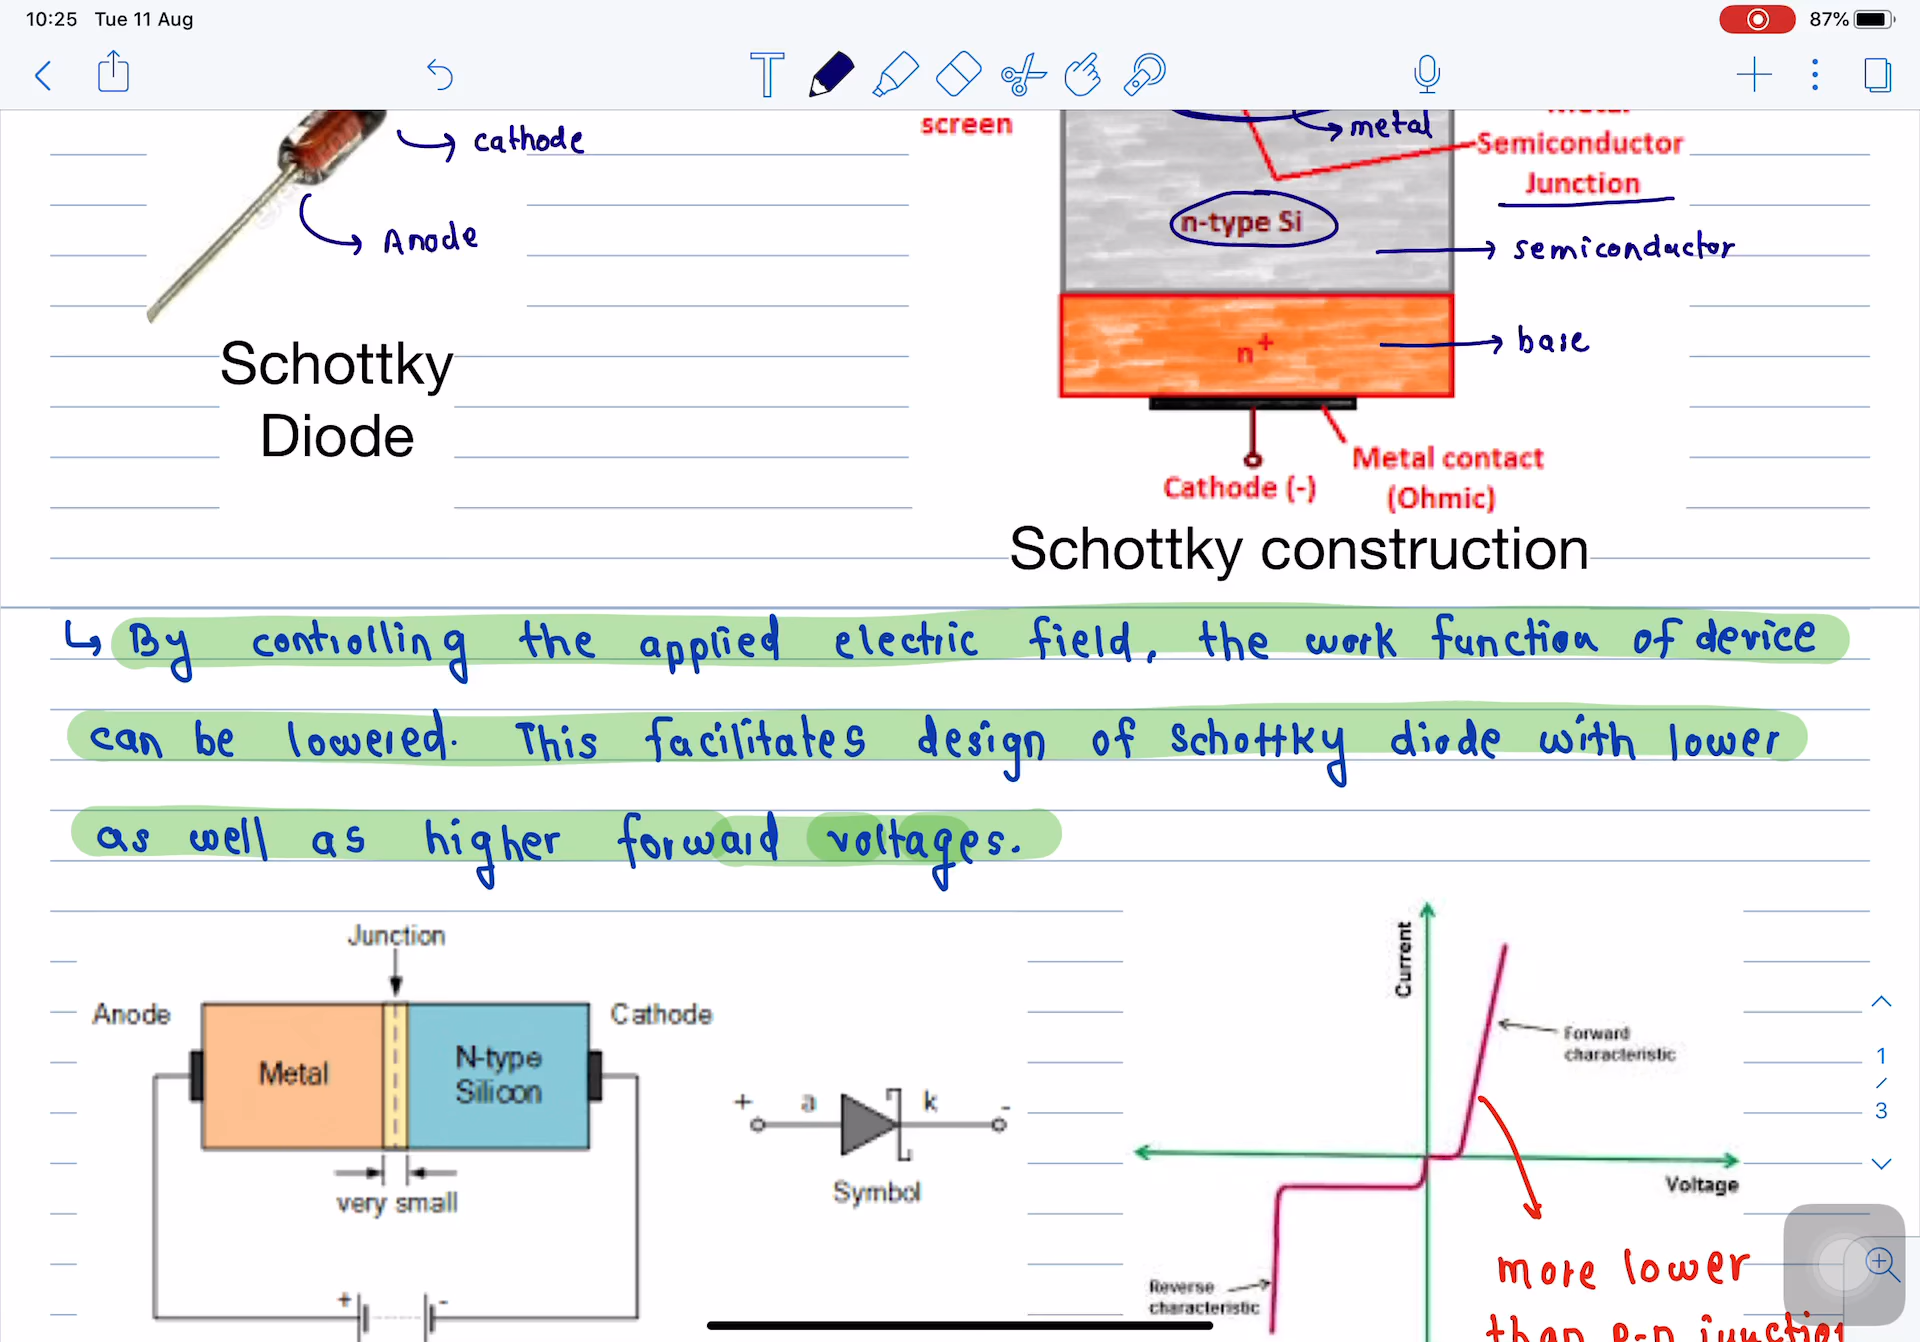 10:25 Tue 11 Aug
87%
cathode
Anode
Schottky
Diode
screen
metal
Semiconductor
Junction
n-type Si
semiconductor
n+
base
Metal contact
(Ohmic)
Cathode (-)
Schottky construction
↳ By controlling the applied electric field, the work function of device
can be lowered. This facilitates design of schottky diode with lower
as well as higher forward voltages.
Junction
Anode
Cathode
Metal
N-type
Silicon
very small
+ -
+ a k -
Symbol
Current
Forward
characteristic
Voltage
Reverse
characteristic
more lower
than p-n junction
1
/
3